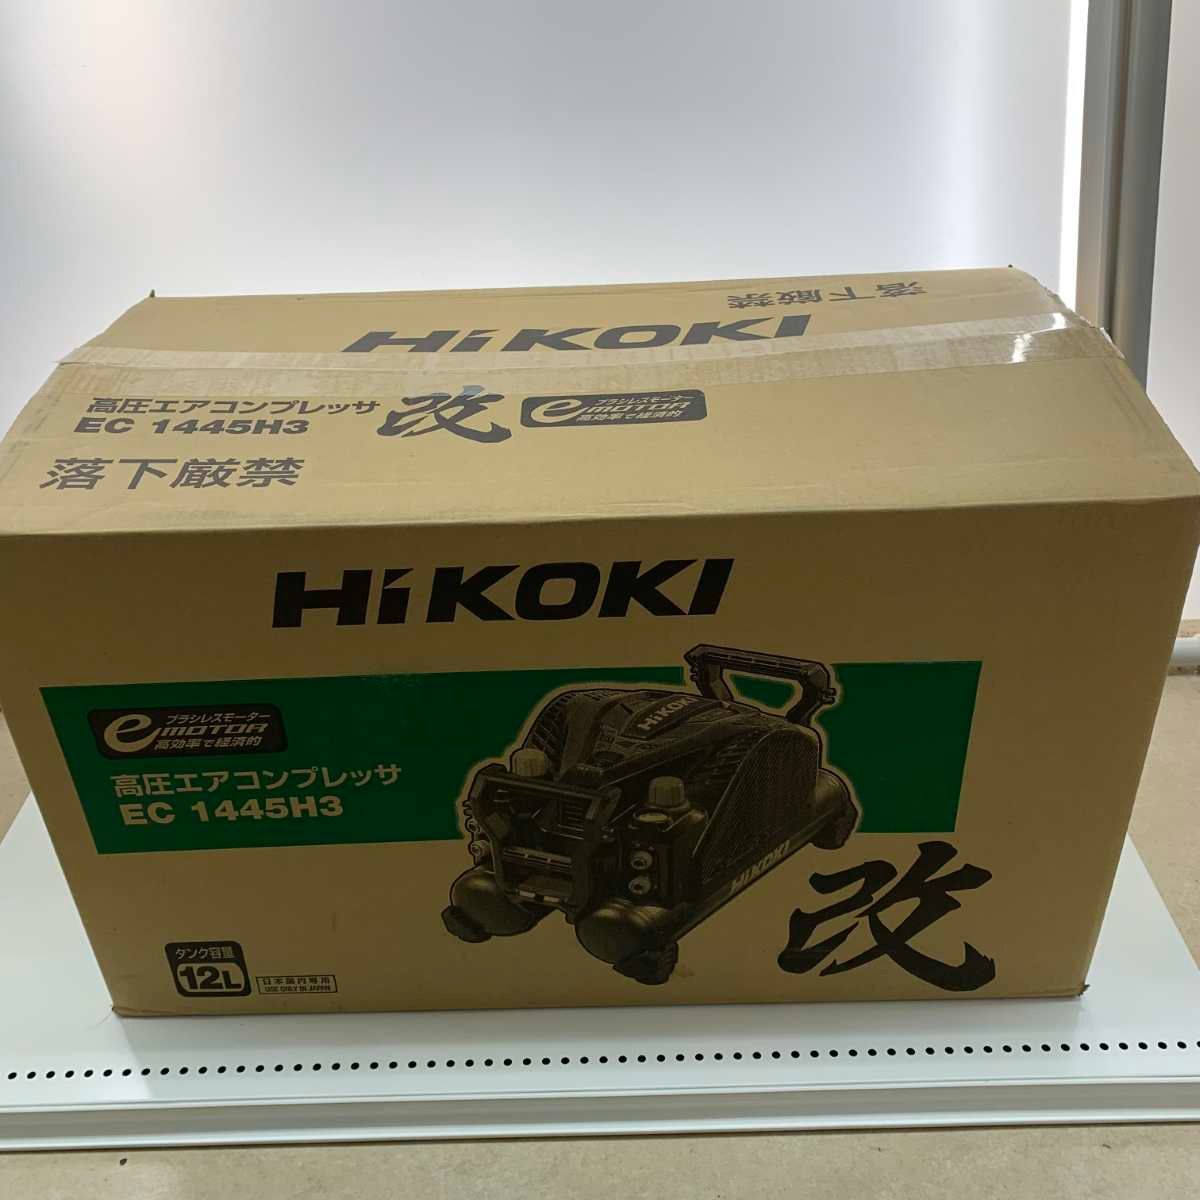 落下厳禁
HiKOKI
高圧エアコンプレッサ
EC 1445H3
改
ブラシレスモーター
e MOTOR
高効率で経済的
落下厳禁
HiKOKI
ブラシレスモーター
e MOTOR
高効率で経済的
高圧エアコンプレッサ
EC 1445H3
HiKOKI
HiKOKI
改
タンク容量
12L
日本国内専用
USE ONLY IN JAPAN